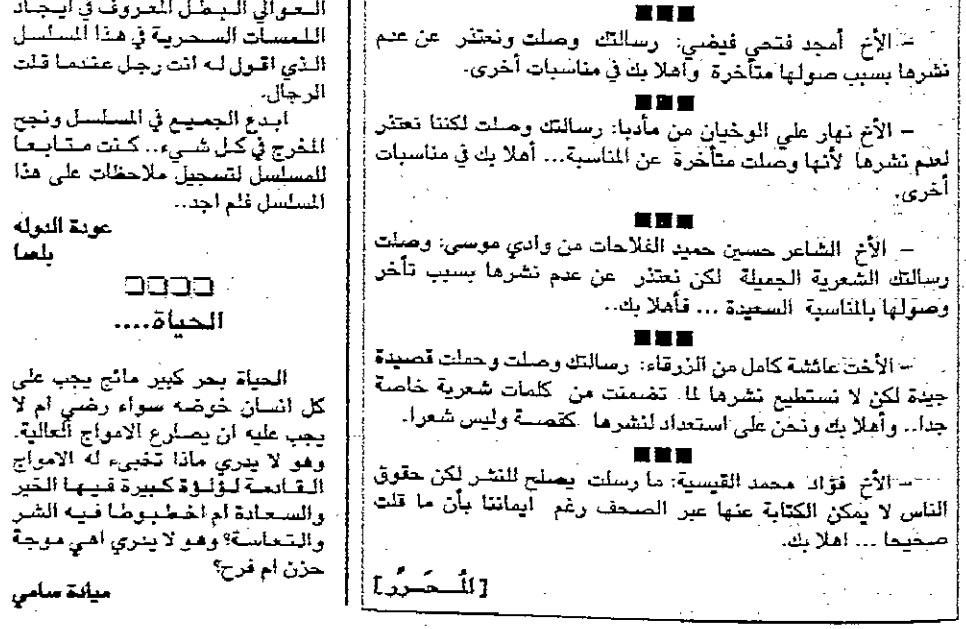 – الأخ أمجد فتحي فيضي: رسالتك وصلت ونعتذر عن عدم
نشرها بسبب صولها متأخرة وأهلا بك في مناسبات أخرى.
– الأخ نهار علي الوخيان من مأدبا: رسالتك وصلت لكننا نعتذر
لعدم نشرها لأنها وصلت متأخرة عن المناسبة... أهلا بك في مناسبات
أخرى.
– الأخ الشاعر حسين حميد الفلاحات من وادي موسى: وصلت
رسالتك الشعرية الجميلة لكن نعتذر عن عدم نشرها بسبب تأخر
وصولها بالمناسبة السعيدة ... فأهلا بك..
– الأخت عائشة كامل من الزرقاء: رسالتك وصلت وحملت قصيدة
جيدة لكن لا نستطيع نشرها لما تضمنت من كلمات شعرية خاصة
جدا.. وأهلا بك ونحن على استعداد لنشرها كقصة وليس شعرا.
– الأخ فؤاد محمد القيسية: ما رسلت يصلح للنشر لكن حقوق
الناس لا يمكن الكتابة عنها عبر الصحف رغم ايماننا بأن ما قلت
صحيحا ... اهلا بك.
[المُــحَــرِّر]
العوالي البطل المعروف في ايجاد
اللمسات السحرية في هذا المسلسل
الذي اقول له انت رجل عندما قلت
الرجال.
ابدع الجميع في المسلسل ونجح
المخرج في كل شيء.. كنت متابعا
للمسلسل لتسجيل ملاحظات على هذا
المسلسل فلم اجد..
عودة الدوله
بلعما
الحياة....
الحياة بحر كبير مائج يجب على
كل انسان خوضه سواء رضي ام لا
يجب عليه ان يصارع الامواج العالية.
وهو لا يدري ماذا تخبىء له الامواج
القادمة لؤلؤة كبيرة فيها الخير
والسعادة ام اخطبوطا فيه الشر
والتعاسة؟ وهو لا يدري اهي موجة
حزن ام فرح؟
ميادة سامي